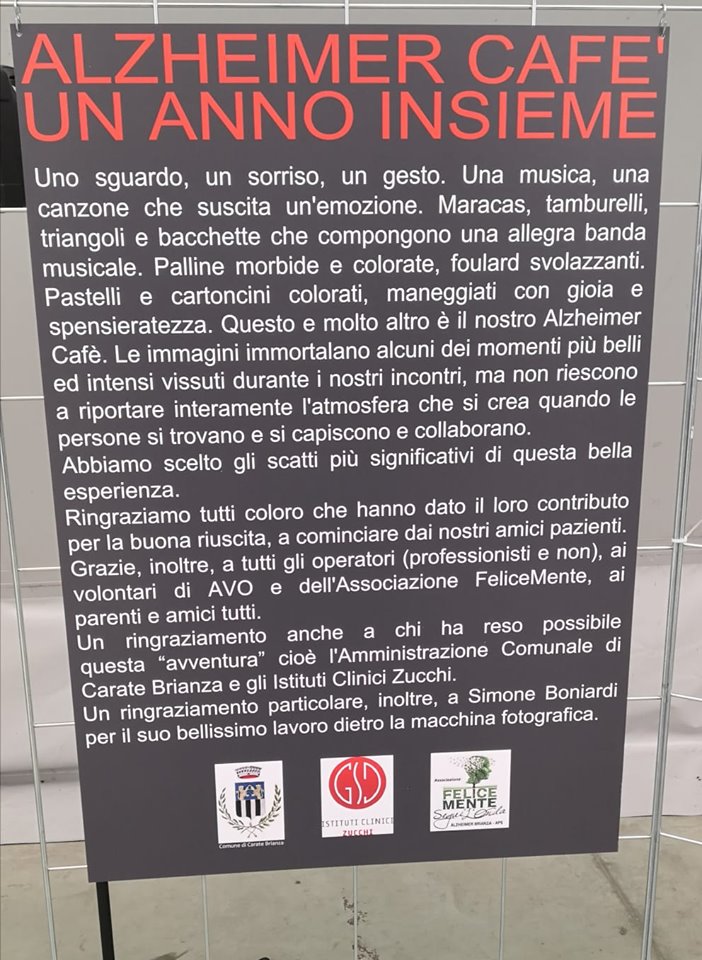 ALZHEIMER CAFE'
UN ANNO INSIEME
Uno sguardo, un sorriso, un gesto. Una musica, una
canzone che suscita un'emozione. Maracas, tamburelli,
triangoli e bacchette che compongono una allegra banda
musicale. Palline morbide e colorate, foulard svolazzanti.
Pastelli e cartoncini colorati, maneggiati con gioia e
spensieratezza. Questo e molto altro è il nostro Alzheimer
Cafè. Le immagini immortalano alcuni dei momenti più belli
ed intensi vissuti durante i nostri incontri, ma non riescono
a riportare interamente l'atmosfera che si crea quando le
persone si trovano e si capiscono e collaborano.
Abbiamo scelto gli scatti più significativi di questa bella
esperienza.
Ringraziamo tutti coloro che hanno dato il loro contributo
per la buona riuscita, a cominciare dai nostri amici pazienti.
Grazie, inoltre, a tutti gli operatori (professionisti e non), ai
volontari di AVO e dell'Associazione FeliceMente, ai
parenti e amici tutti.
Un ringraziamento anche a chi ha reso possibile
questa “avventura” cioè l'Amministrazione Comunale di
Carate Brianza e gli Istituti Clinici Zucchi.
Un ringraziamento particolare, inoltre, a Simone Boniardi
per il suo bellissimo lavoro dietro la macchina fotografica.
Comune di Carate Brianza
GSD
ISTITUTI CLINICI
ZUCCHI
Associazione
FELICE
MENTE
Segui L'Onda
ALZHEIMER BRIANZA - APS